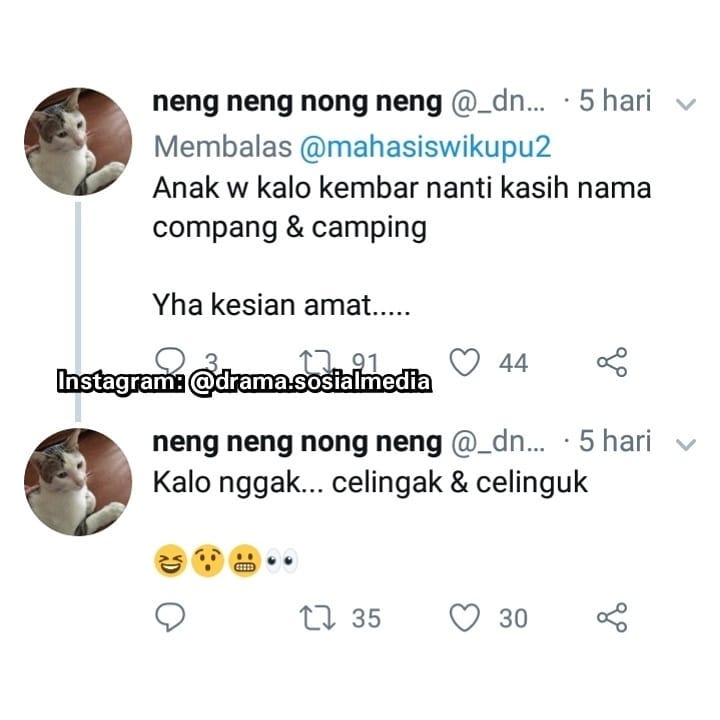 neng neng nong neng @_dn... · 5 hari
Membalas @mahasiswikupu2
Anak w kalo kembar nanti kasih nama
compang & camping
Yha kesian amat.....
3 91 44
Instagram: @drama.sosialmedia
neng neng nong neng @_dn... · 5 hari
Kalo nggak... celingak & celinguk
😆😯😬👀
35 30